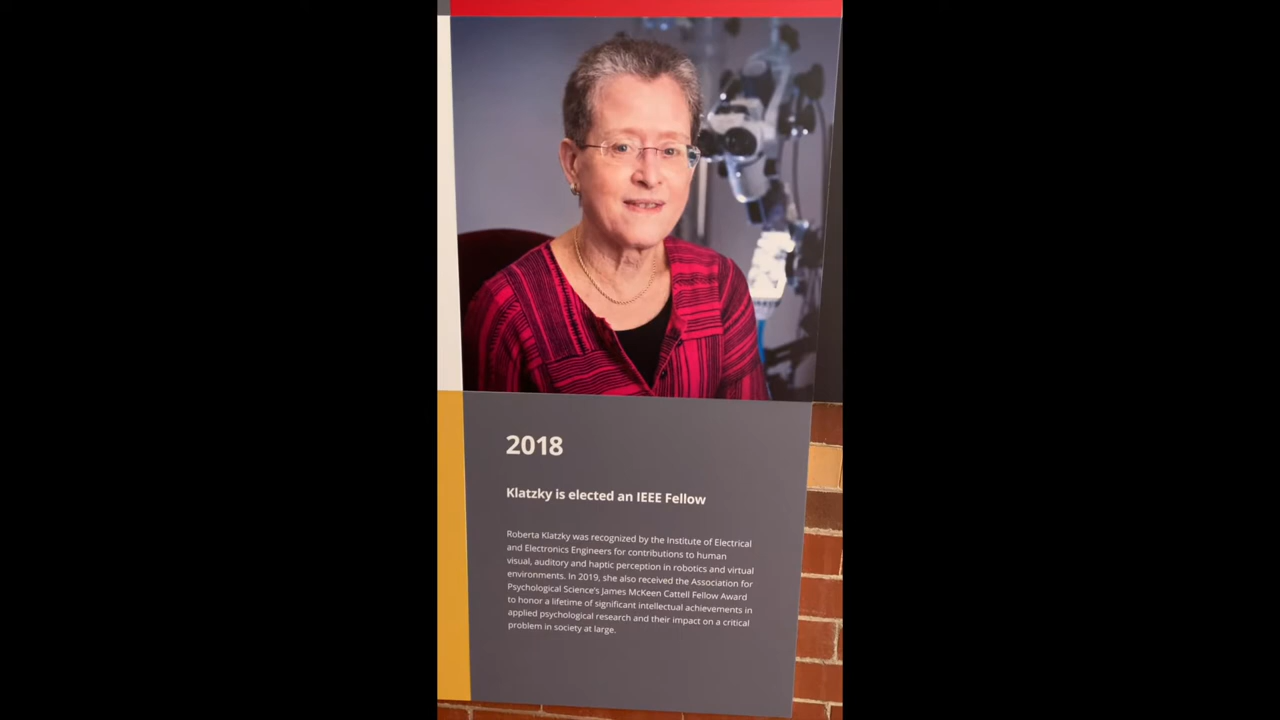 2018
Klatzky is elected an IEEE Fellow
Roberta Klatzky was recognized by the Institute of Electrical
and Electronics Engineers for contributions to human
visual, auditory and haptic perception in robotics and virtual
environments. In 2019, she also received the Association for
Psychological Science's James McKeen Cattell Fellow Award
to honor a lifetime of significant intellectual achievements in
applied psychological research and their impact on a critical
problem in society at large.